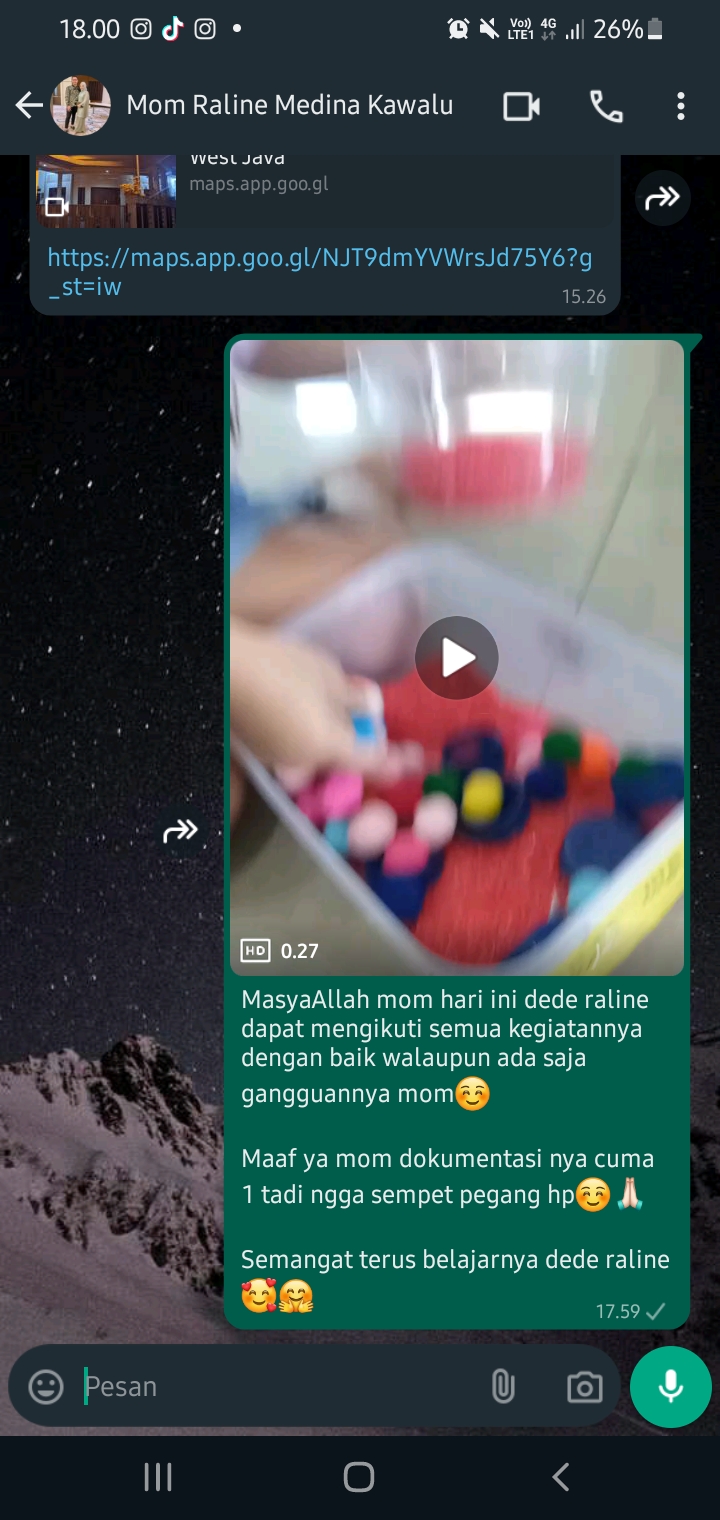 18.00
Vo))
LTE1
4G
26%
Mom Raline Medina Kawalu
West Java
maps.app.goo.gl
https://maps.app.goo.gl/NJT9dmYVWrsJd75Y6?g
_st=iw
15.26
HD 0.27
MasyaAllah mom hari ini dede raline
dapat mengikuti semua kegiatannya
dengan baik walaupun ada saja
gangguannya mom☺️
Maaf ya mom dokumentasi nya cuma
1 tadi ngga sempet pegang hp☺️🙏🏻
Semangat terus belajarnya dede raline
🥰🤗
17.59
Pesan